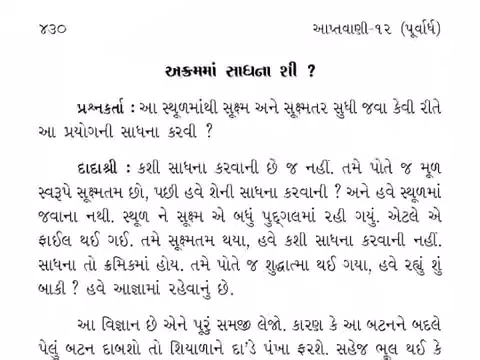 ૪૩૦ આપ્તવાણી-૧૨ (પૂર્વાર્ધ)
અક્રમમાં સાધના શી ?
પ્રશ્નકર્તા : આ સ્થૂળમાંથી સૂક્ષ્મ અને સૂક્ષ્મતર સુધી જવા કેવી રીતે
આ પ્રયોગની સાધના કરવી ?
દાદાશ્રી : કશી સાધના કરવાની છે જ નહીં. તમે પોતે જ મૂળ
સ્વરૂપે સૂક્ષ્મતમ છો, પછી હવે શેની સાધના કરવાની ? અને હવે સ્થૂળમાં
જવાના નથી. સ્થૂળ ને સૂક્ષ્મ એ બધું પુદ્ગલમાં રહી ગયું. એટલે એ
ફાઈલ થઈ ગઈ. તમે સૂક્ષ્મતમ થયા, હવે કશી સાધના કરવાની નહીં.
સાધના તો ક્રમિકમાં હોય. તમે પોતે જ શુદ્ધાત્મા થઈ ગયા, હવે રહ્યું શું
બાકી ? હવે આજ્ઞામાં રહેવાનું છે.
આ વિજ્ઞાન છે એને પૂરું સમજી લેજો. કારણ કે આ બટનને બદલે
પેલું બટન દાબશો તો શિયાળાને દા'ડે પંખા ફરશે. સહેજ ભૂલ થઈ કે